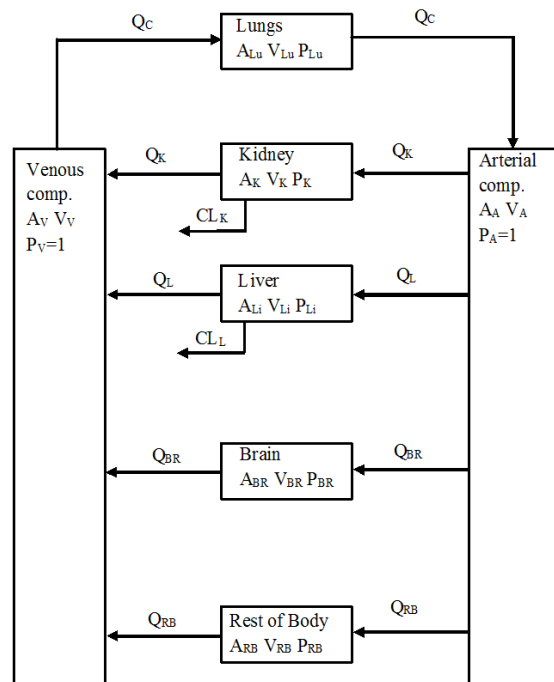 Q_C
Lungs
A_Lu V_Lu P_Lu
Q_C
Venous
comp.
A_V V_V
P_V=1
Q_K
Kidney
A_K V_K P_K
CL_K
Q_K
Arterial
comp.
A_A V_A
P_A=1
Q_L
Liver
A_Li V_Li P_Li
CL_L
Q_L
Q_BR
Brain
A_BR V_BR P_BR
Q_BR
Q_RB
Rest of Body
A_RB V_RB P_RB
Q_RB